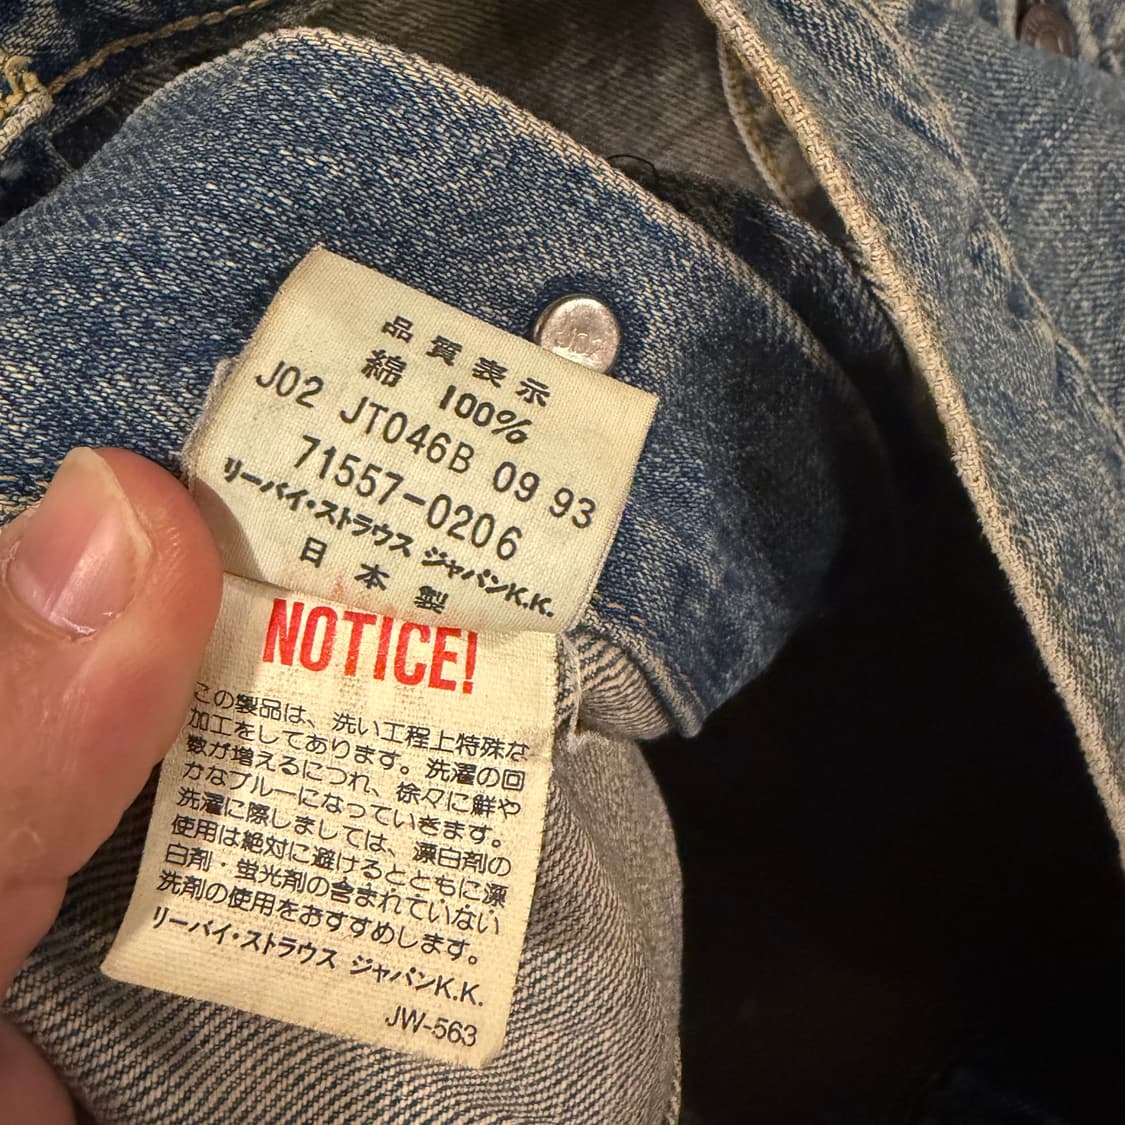 J02
品質表示
綿 100%
J02 JT046B 09 93
71557-0206
リーバイ・ストラウス ジャパンK.K.
日本製
NOTICE!
この製品は、洗い工程上特殊な
加工をしてあります。洗濯の回
数が増えるにつれ、徐々に鮮や
かなブルーになっていきます。
洗濯に際しましては、漂白剤の
使用は絶対に避けるとともに漂
白剤・蛍光剤の含まれていない
洗剤の使用をおすすめします。
リーバイ・ストラウス ジャパンK.K.
JW-563